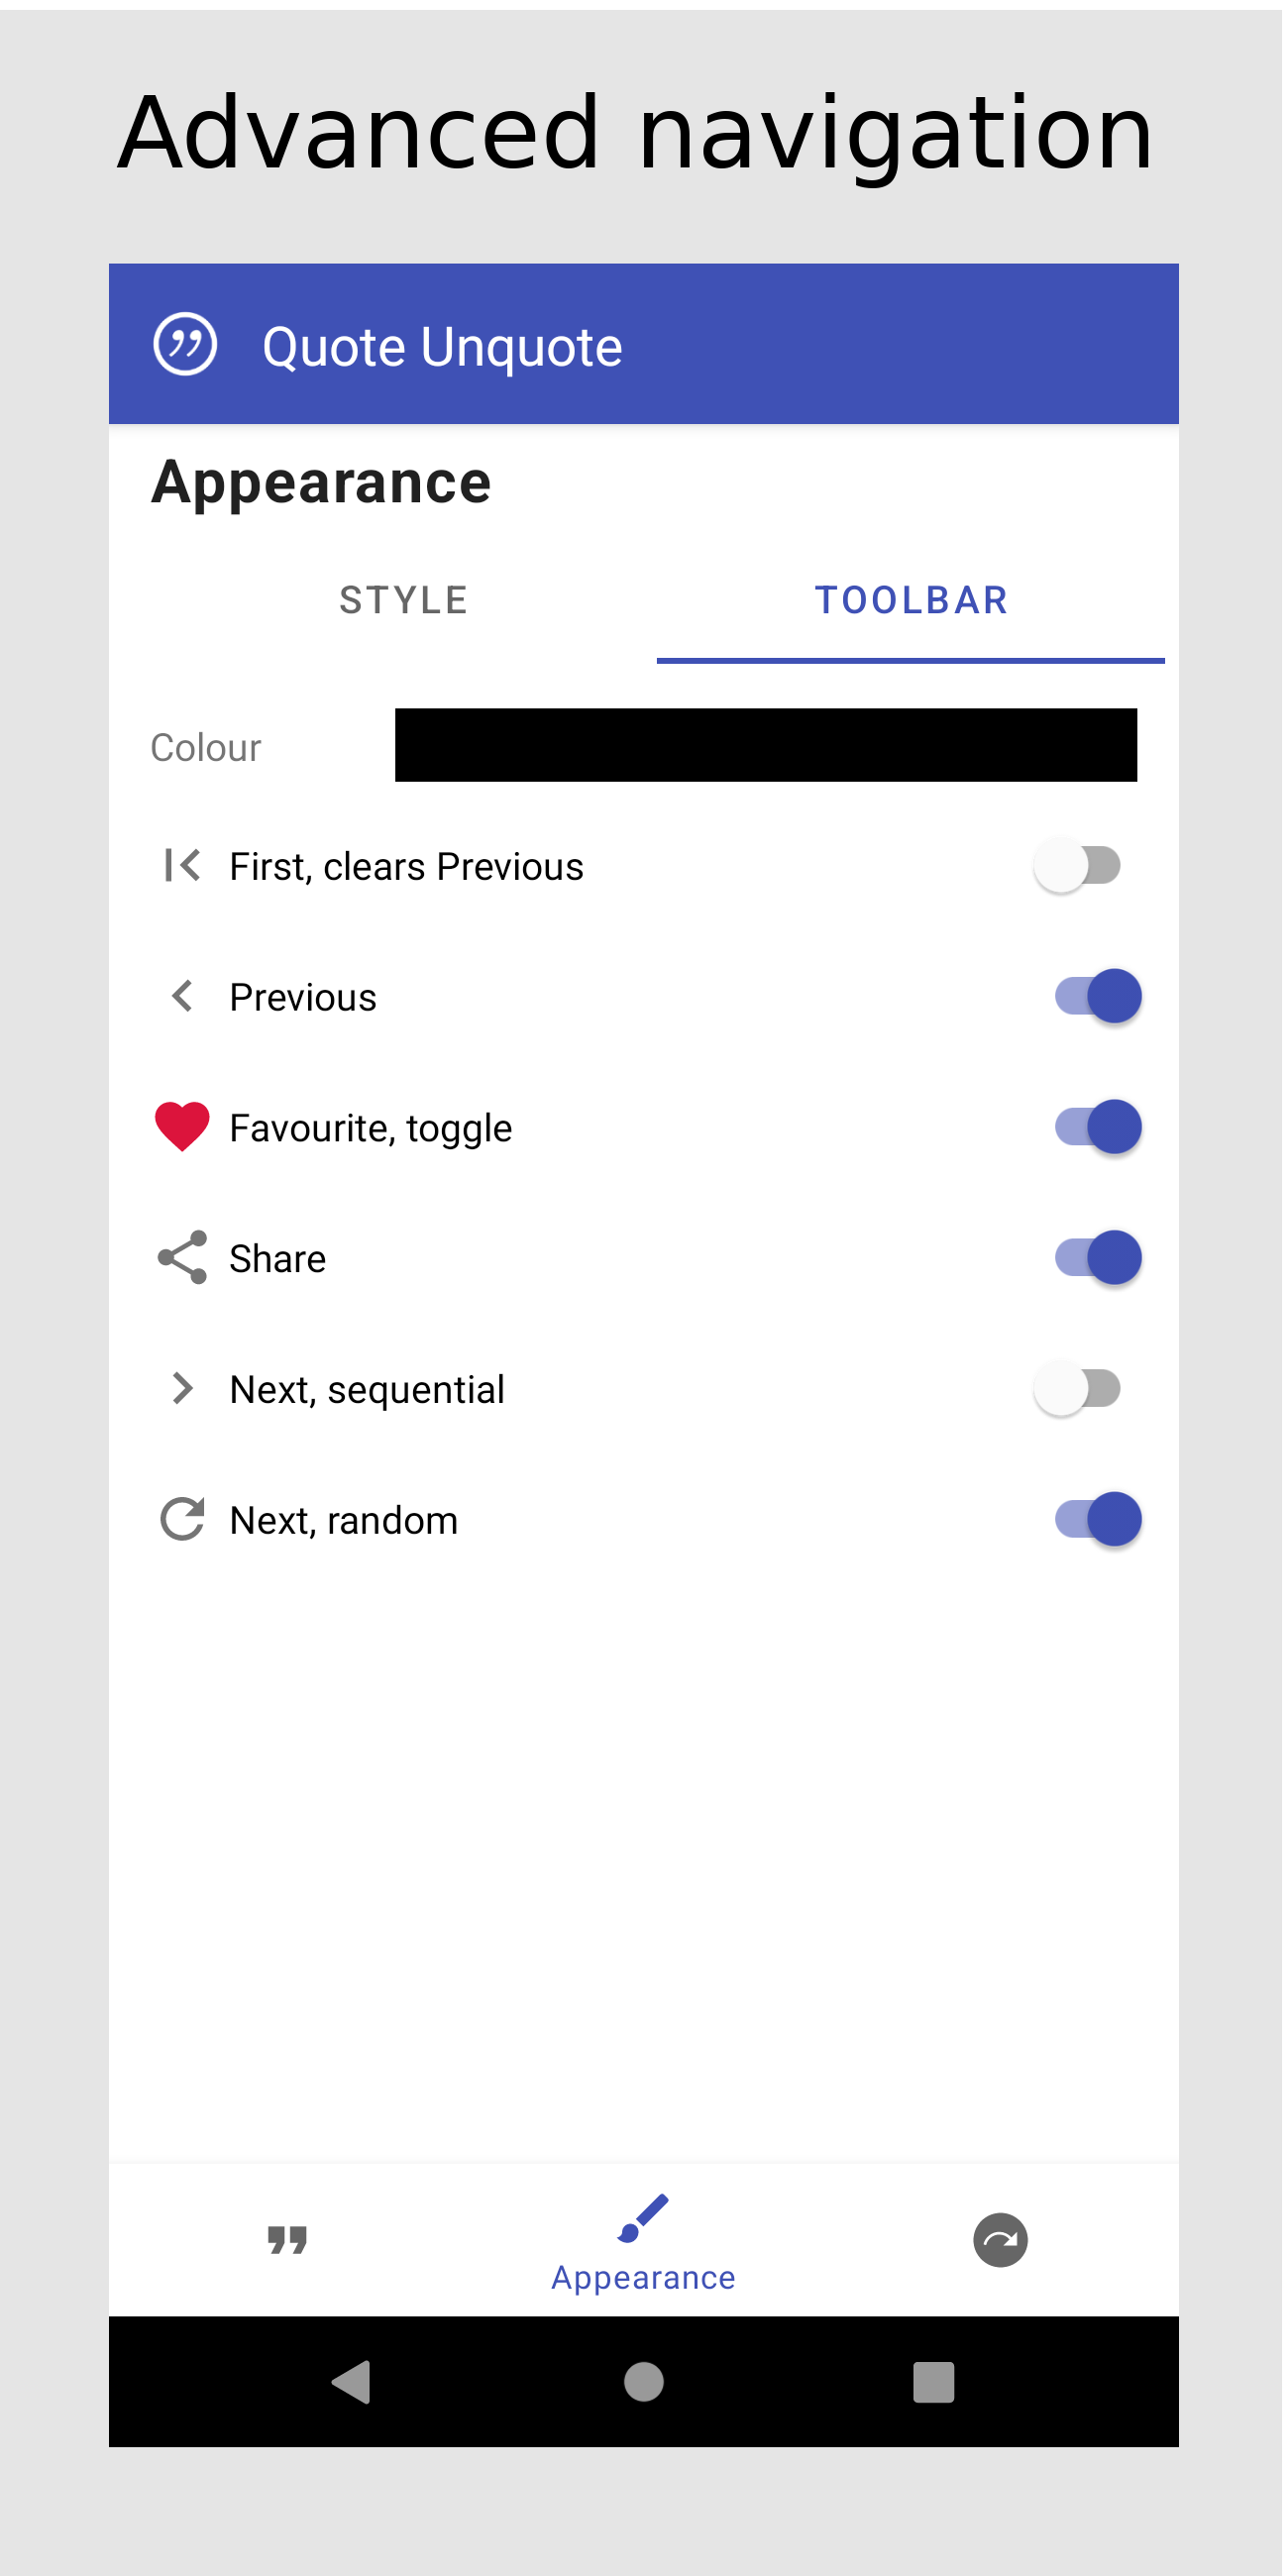 Advanced navigation
Quote Unquote
Appearance
STYLE TOOLBAR
Colour
First, clears Previous
Previous
Favourite, toggle
Share
Next, sequential
Next, random
Appearance